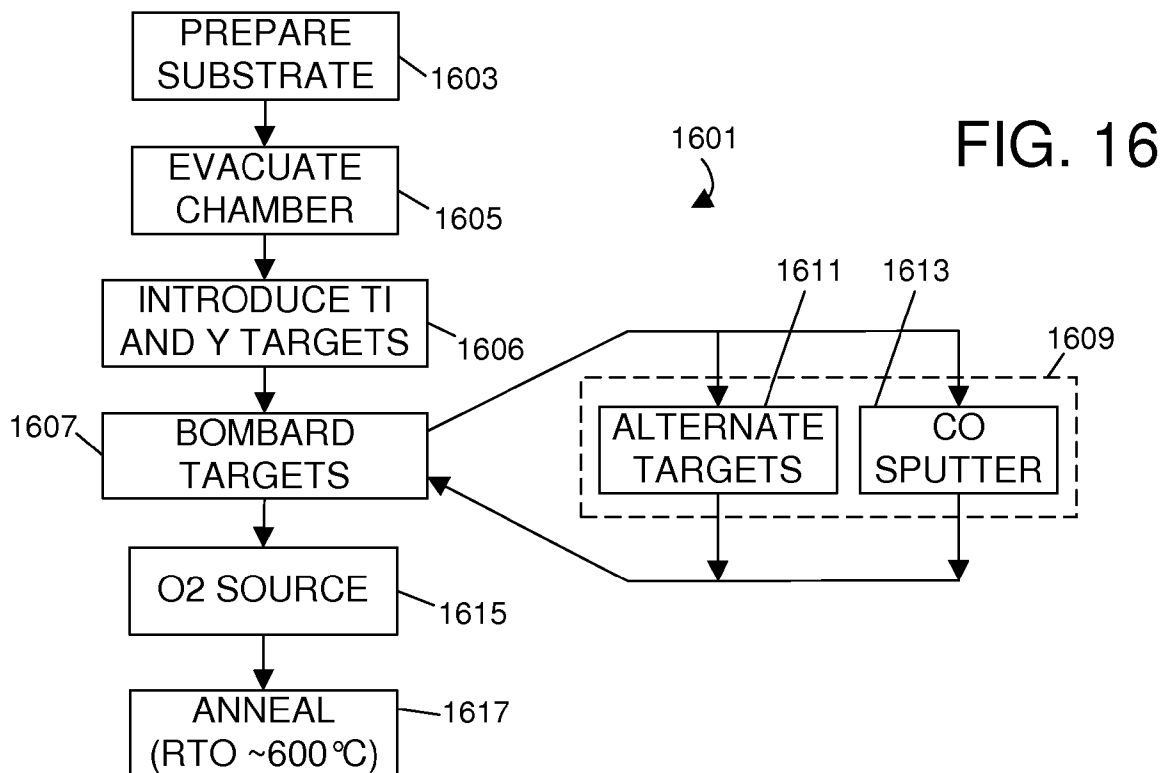 PREPARE
SUBSTRATE
1603
EVACUATE
CHAMBER
1605
INTRODUCE TI
AND Y TARGETS
1606
1607
BOMBARD
TARGETS
O2 SOURCE
1615
ANNEAL
(RTO ~600°C)
1617
1601
FIG. 16
1611
1613
1609
ALTERNATE
TARGETS
CO
SPUTTER